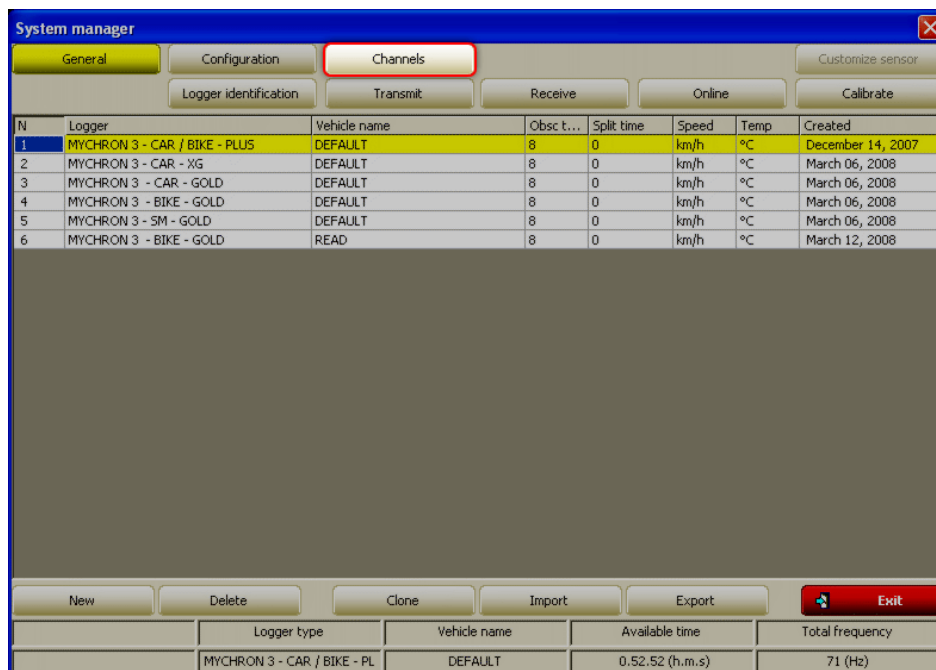 System manager
General Configuration Channels Customize sensor
Logger identification Transmit Receive Online Calibrate
N Logger Vehicle name Obsc t... Split time Speed Temp Created
1 MYCHRON 3 - CAR / BIKE - PLUS DEFAULT 8 0 km/h °C December 14, 2007
2 MYCHRON 3 - CAR - XG DEFAULT 8 0 km/h °C March 06, 2008
3 MYCHRON 3 - CAR - GOLD DEFAULT 8 0 km/h °C March 06, 2008
4 MYCHRON 3 - BIKE - GOLD DEFAULT 8 0 km/h °C March 06, 2008
5 MYCHRON 3 - SM - GOLD DEFAULT 8 0 km/h °C March 06, 2008
6 MYCHRON 3 - BIKE - GOLD READ 8 0 km/h °C March 12, 2008
New Delete Clone Import Export Exit
Logger type Vehicle name Available time Total frequency
MYCHRON 3 - CAR / BIKE - PL DEFAULT 0.52.52 (h.m.s) 71 (Hz)